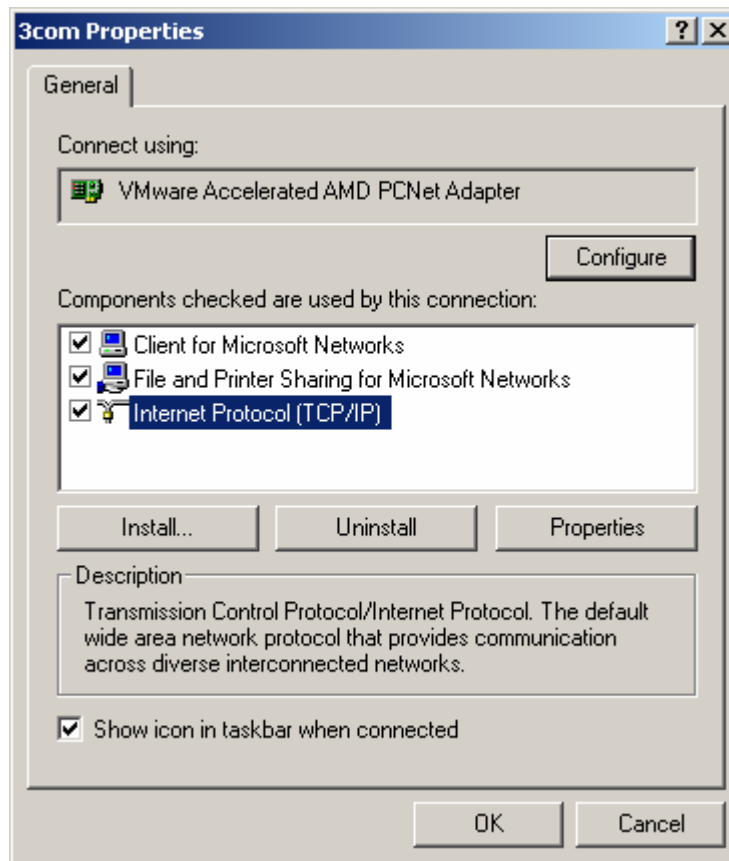 3com Properties
General
Connect using:
VMware Accelerated AMD PCNet Adapter
Configure
Components checked are used by this connection:
Client for Microsoft Networks
File and Printer Sharing for Microsoft Networks
Internet Protocol (TCP/IP)
Install...
Uninstall
Properties
Description
Transmission Control Protocol/Internet Protocol. The default
wide area network protocol that provides communication
across diverse interconnected networks.
Show icon in taskbar when connected
OK
Cancel